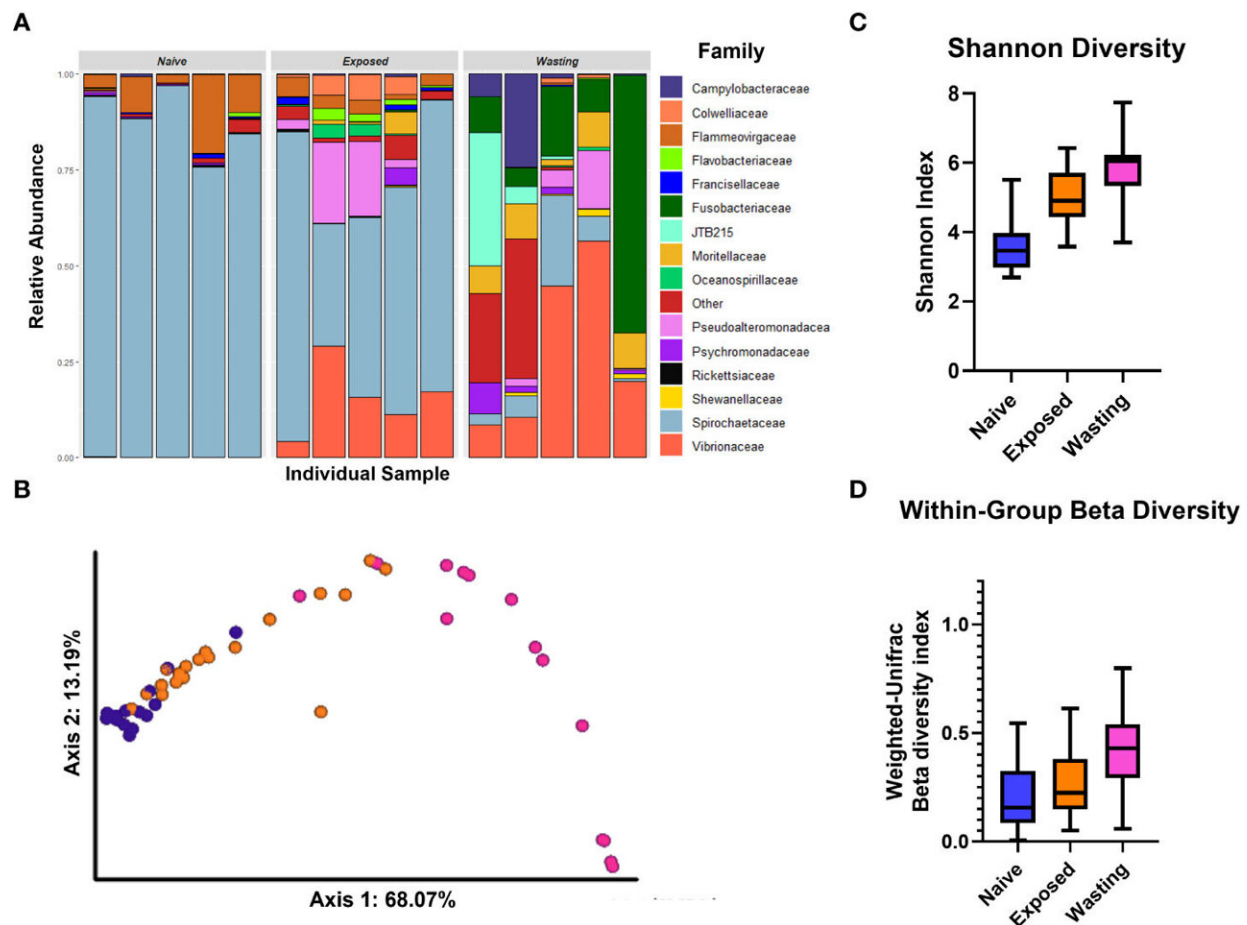 A
Naive
Exposed
Wasting
Family
1.00
0.75
0.50
0.25
0.00
Relative Abundance
Individual Sample
Campylobacteraceae
Colwelliaceae
Flammeovirgaceae
Flavobacteriaceae
Francisellaceae
Fusobacteriaceae
JTB215
Moritellaceae
Oceanospirillaceae
Other
Pseudoalteromonadacea
Psychromonadaceae
Rickettsiaceae
Shewanellaceae
Spirochaetaceae
Vibrionaceae
B
Axis 2: 13.19%
Axis 1: 68.07%
C
Shannon Diversity
Shannon Index
8
6
4
2
0
Naive
Exposed
Wasting
D
Within-Group Beta Diversity
Weighted-Unifrac
Beta diversity index
1.0
0.5
0.0
Naive
Exposed
Wasting